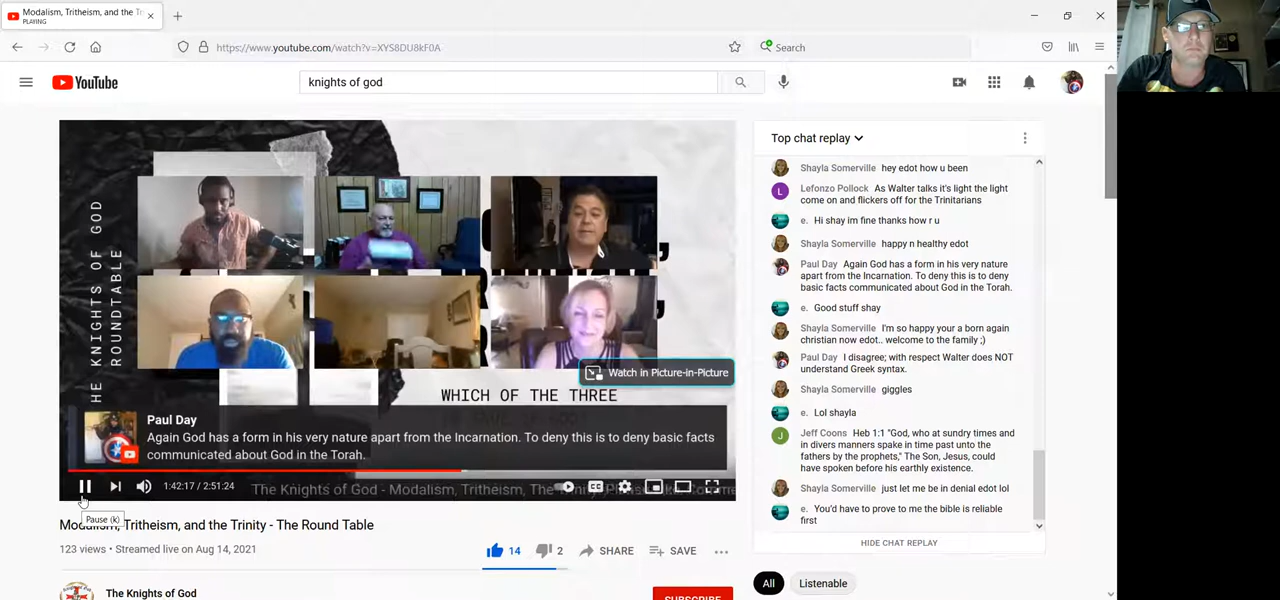 Modalism, Tritheism, and the Tr
PLAYING
https://www.youtube.com/watch?v=XYS8DU8kF0A
Search
YouTube
knights of god
HE KNIGHTS OF GOD
ROUNDTABLE
Watch in Picture-in-Picture
WHICH OF THE THREE
Paul Day
Again God has a form in his very nature apart from the Incarnation. To deny this is to deny basic facts
communicated about God in the Torah.
1:42:17 / 2:51:24
The Knights of God - Modalism, Tritheism, The
CC
Pause (k)
Modalism, Tritheism, and the Trinity - The Round Table
123 views • Streamed live on Aug 14, 2021
14
2
SHARE
SAVE
The Knights of God
SUBSCRIBE
Top chat replay
Shayla Somerville hey edot how u been
Lefonzo Pollock As Walter talks it's light the light
come on and flickers off for the Trinitarians
e. Hi shay im fine thanks how r u
Shayla Somerville happy n healthy edot
Paul Day Again God has a form in his very nature
apart from the Incarnation. To deny this is to deny
basic facts communicated about God in the Torah.
e. Good stuff shay
Shayla Somerville I'm so happy your a born again
christian now edot.. welcome to the family ;)
Paul Day I disagree; with respect Walter does NOT
understand Greek syntax.
Shayla Somerville giggles
e. Lol shayla
Jeff Coons Heb 1:1 "God, who at sundry times and
in divers manners spake in time past unto the
fathers by the prophets," The Son, Jesus, could
have spoken before his earthly existence.
Shayla Somerville just let me be in denial edot lol
e. You'd have to prove to me the bible is reliable
first
HIDE CHAT REPLAY
All
Listenable